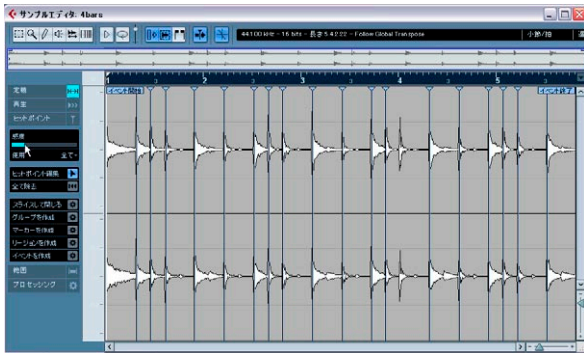 サンプルエディタ: 4bars
44.100 kHz - 16 bits - 長さ 5.4.2.22 - Follow Global Transpose
小節/拍
1 2 3 4 5
イベント開始
イベント終了
定義
再生
ヒットポイント
感度
使用 全て
ヒットポイント編集
全て除去
スライスして閉じる
グループを作成
マーカーを作成
リージョンを作成
イベントを作成
範囲
プロセッシング